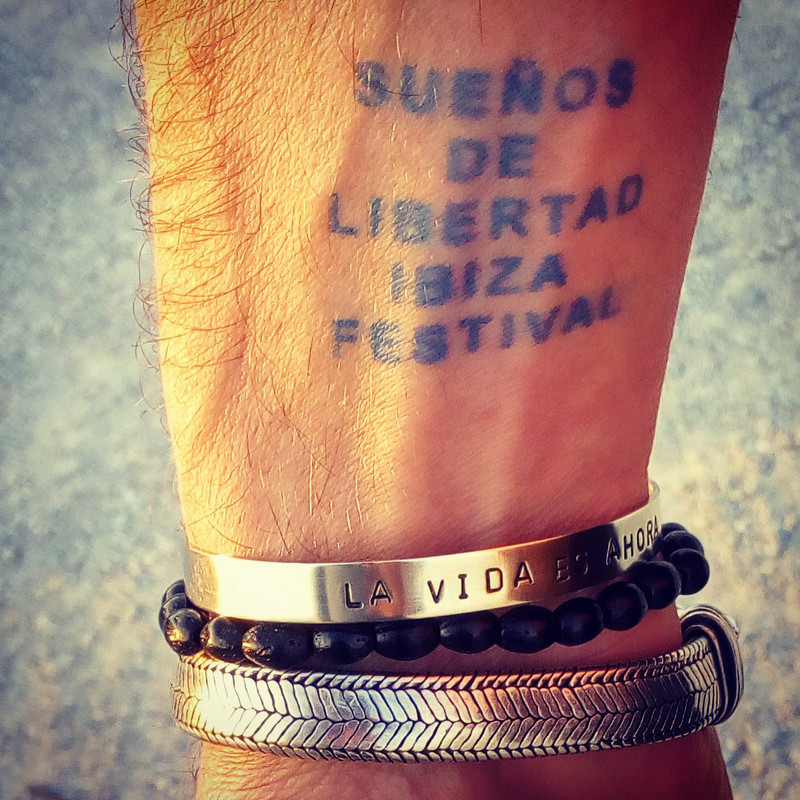 SUEÑOS
DE
LIBERTAD
IBIZA
FESTIVAL
LA VIDA ES AHORA